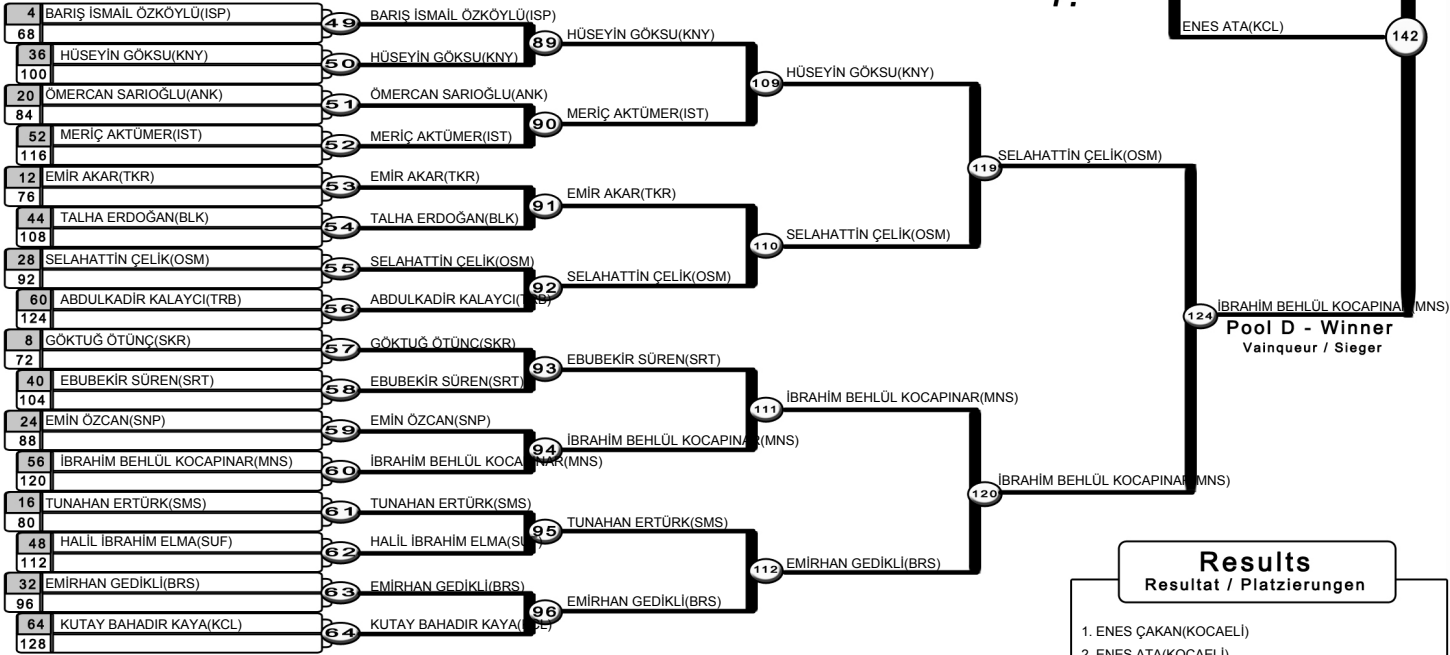 4 BARIŞ İSMAİL ÖZKÖYLÜ(ISP)
68
36 HÜSEYİN GÖKSU(KNY)
100
20 ÖMERCAN SARIOĞLU(ANK)
84
52 MERİÇ AKTÜMER(IST)
116
12 EMİR AKAR(TKR)
76
44 TALHA ERDOĞAN(BLK)
108
28 SELAHATTİN ÇELİK(OSM)
92
60 ABDULKADİR KALAYCI(TRB)
124
8 GÖKTUĞ ÖTÜNÇ(SKR)
72
40 EBUBEKİR SÜREN(SRT)
104
24 EMİN ÖZCAN(SNP)
88
56 İBRAHİM BEHLÜL KOCAPINAR(MNS)
120
16 TUNAHAN ERTÜRK(SMS)
80
48 HALİL İBRAHİM ELMA(SUF)
112
32 EMİRHAN GEDİKLİ(BRS)
96
64 KUTAY BAHADIR KAYA(KCL)
128
49 BARIŞ İSMAİL ÖZKÖYLÜ(ISP)
50 HÜSEYİN GÖKSU(KNY)
51 ÖMERCAN SARIOĞLU(ANK)
52 MERİÇ AKTÜMER(IST)
53 EMİR AKAR(TKR)
54 TALHA ERDOĞAN(BLK)
55 SELAHATTİN ÇELİK(OSM)
56 ABDULKADİR KALAYCI(TRB)
57 GÖKTUĞ ÖTÜNÇ(SKR)
58 EBUBEKİR SÜREN(SRT)
59 EMİN ÖZCAN(SNP)
60 İBRAHİM BEHLÜL KOCAPINAR(MNS)
61 TUNAHAN ERTÜRK(SMS)
62 HALİL İBRAHİM ELMA(SUF)
63 EMİRHAN GEDİKLİ(BRS)
64 KUTAY BAHADIR KAYA(KCL)
89 HÜSEYİN GÖKSU(KNY)
90 MERİÇ AKTÜMER(IST)
91 EMİR AKAR(TKR)
92 SELAHATTİN ÇELİK(OSM)
93 EBUBEKİR SÜREN(SRT)
94 İBRAHİM BEHLÜL KOCAPINAR(MNS)
95 TUNAHAN ERTÜRK(SMS)
96 EMİRHAN GEDİKLİ(BRS)
109 HÜSEYİN GÖKSU(KNY)
110 SELAHATTİN ÇELİK(OSM)
111 İBRAHİM BEHLÜL KOCAPINAR(MNS)
112 EMİRHAN GEDİKLİ(BRS)
119 SELAHATTİN ÇELİK(OSM)
120 İBRAHİM BEHLÜL KOCAPINAR(MNS)
124 İBRAHİM BEHLÜL KOCAPINAR(MNS)
Pool D - Winner
Vainqueur / Sieger
ENES ATA(KCL)
142
Results
Resultat / Platzierungen
1. ENES ÇAKAN(KOCAELİ)
2. ENES ATA(KOCAELİ)